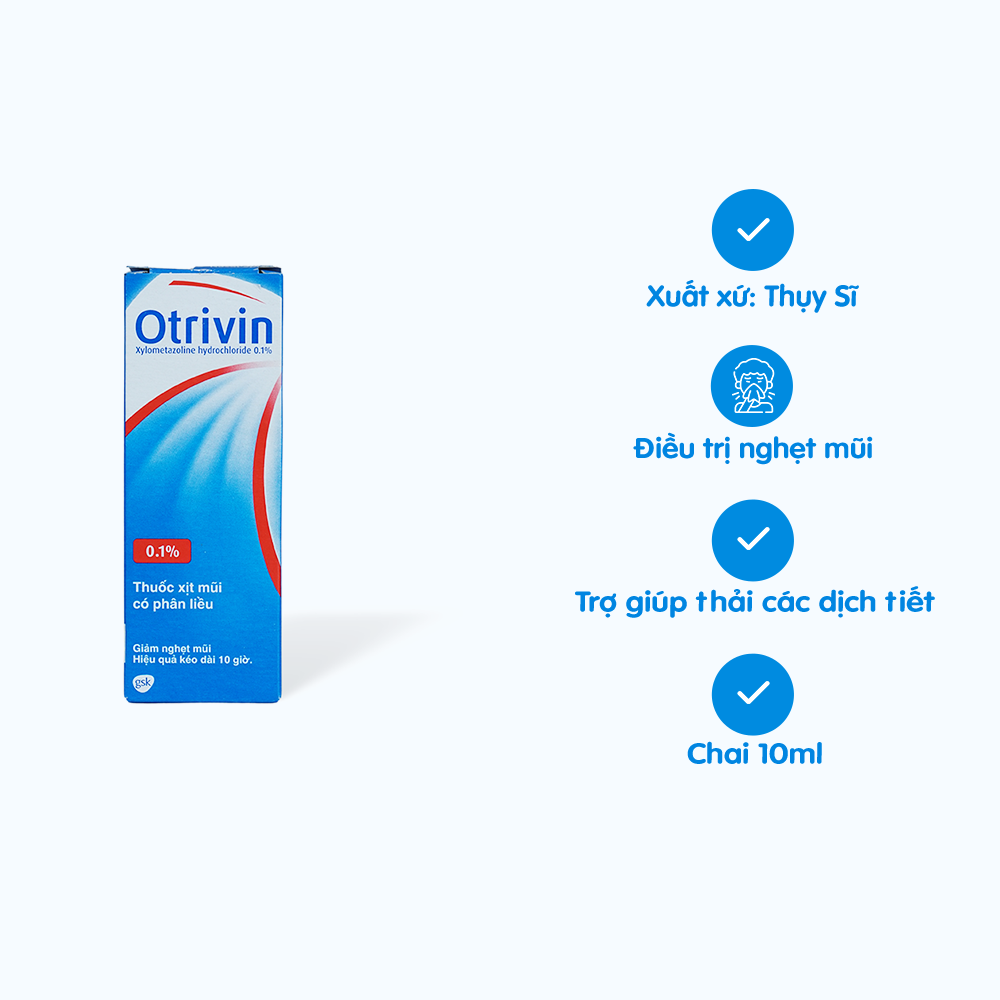 Otrivin
Xylometazoline hydrochloride 0.1%
0.1%
Thuốc xịt mũi
có phân liều
Giảm nghẹt mũi
Hiệu quả kéo dài 10 giờ.
gsk
Xuất xứ: Thụy Sĩ
Điều trị nghẹt mũi
Trợ giúp thải các dịch tiết
Chai 10ml